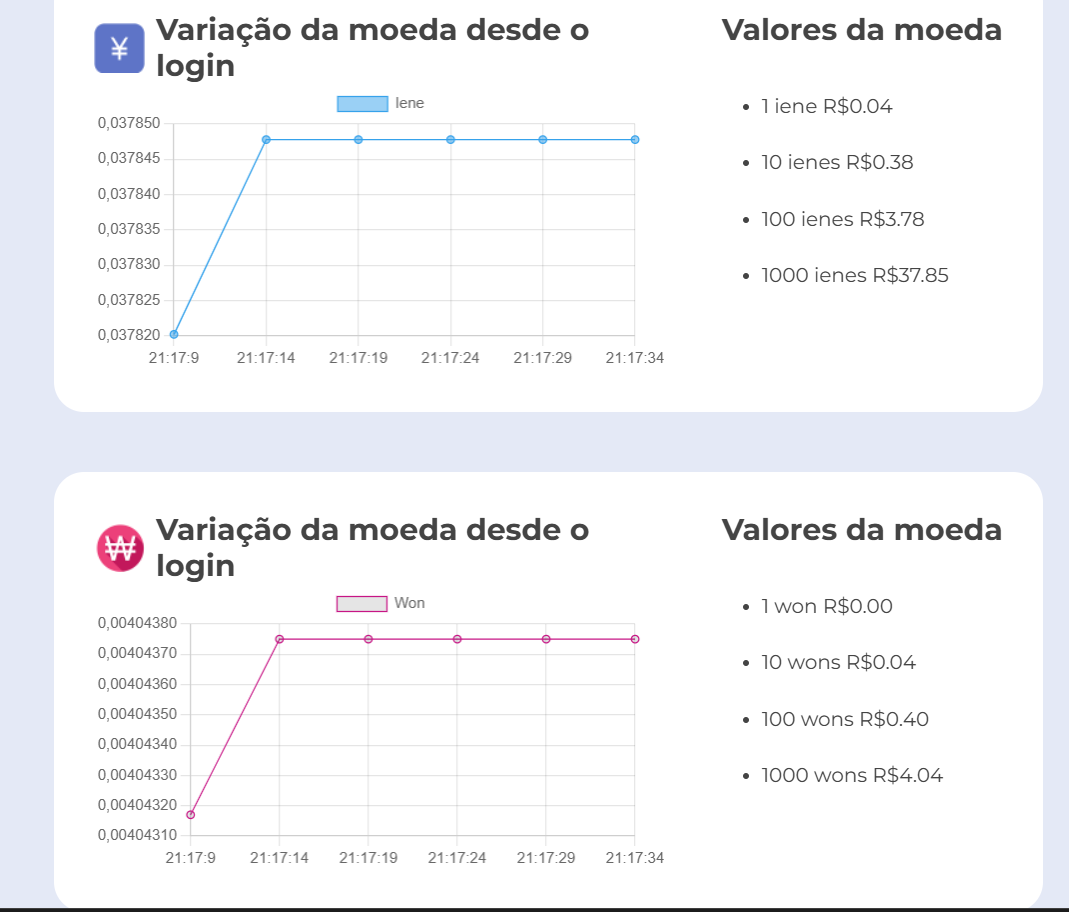 ¥
Variação da moeda desde o
login
Iene
0,037850
0,037845
0,037840
0,037835
0,037830
0,037825
0,037820
21:17:9 21:17:14 21:17:19 21:17:24 21:17:29 21:17:34
Valores da moeda
• 1 iene R$0.04
• 10 ienes R$0.38
• 100 ienes R$3.78
• 1000 ienes R$37.85
₩
Variação da moeda desde o
login
Won
0,00404380
0,00404370
0,00404360
0,00404350
0,00404340
0,00404330
0,00404320
0,00404310
21:17:9 21:17:14 21:17:19 21:17:24 21:17:29 21:17:34
Valores da moeda
• 1 won R$0.00
• 10 wons R$0.04
• 100 wons R$0.40
• 1000 wons R$4.04